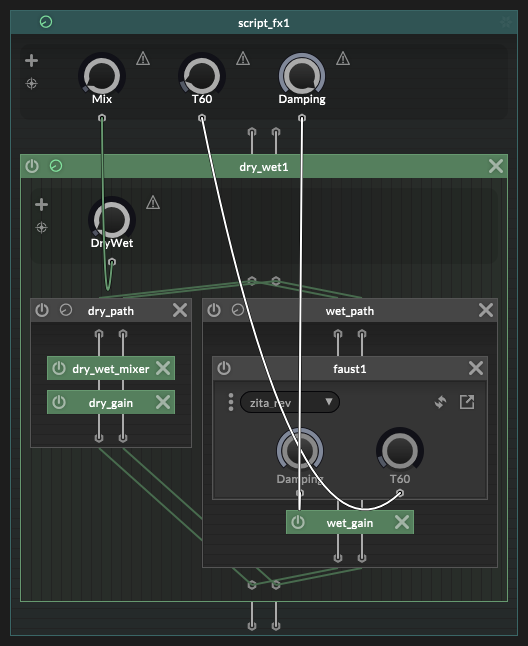 script_fx1
Mix
T60
Damping
dry_wet1
DryWet
dry_path
wet_path
dry_wet_mixer
faust1
dry_gain
zita_rev
Damping
T60
wet_gain